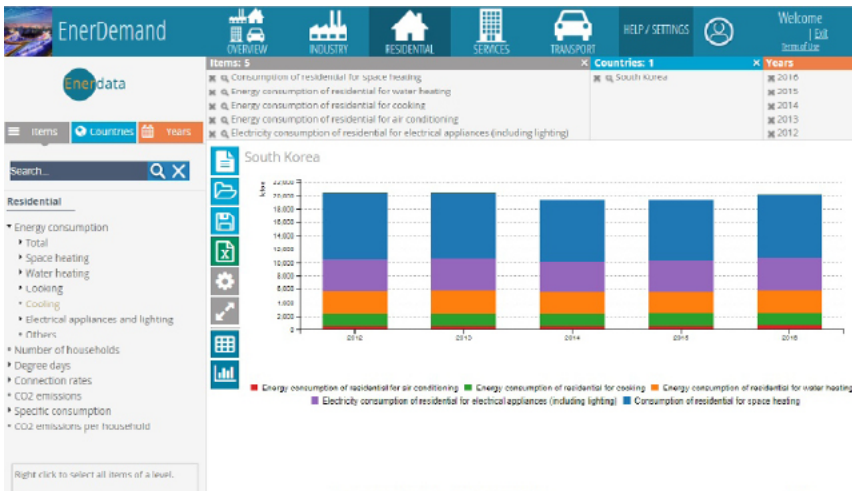 EnerDemand
OVERVIEW
INDUSTRY
RESIDENTIAL
SERVICES
TRANSPORT
HELP / SETTINGS
Welcome
| Exit
Terms of Use
Enerdata
Items
Countries
Years
Search...
Residential
Energy consumption
Total
Space heating
Water heating
Cooking
Cooling
Electrical appliances and lighting
Others
Number of households
Degree days
Connection rates
CO2 emissions
Specific consumption
CO2 emissions per household
Right click to select all items of a level.
Items: 5
Consumption of residential for space heating
Energy consumption of residential for water heating
Energy consumption of residential for cooking
Energy consumption of residential for air conditioning
Electricity consumption of residential for electrical appliances (including lighting)
Countries: 1
South Korea
Years
2016
2015
2014
2013
2012
South Korea
22,000
20,000
18,000
16,000
14,000
12,000
10,000
8,000
6,000
4,000
2,000
0
2012
2013
2014
2015
2016
Energy consumption of residential for air conditioning
Energy consumption of residential for cooking
Energy consumption of residential for water heating
Electricity consumption of residential for electrical appliances (including lighting)
Consumption of residential for space heating